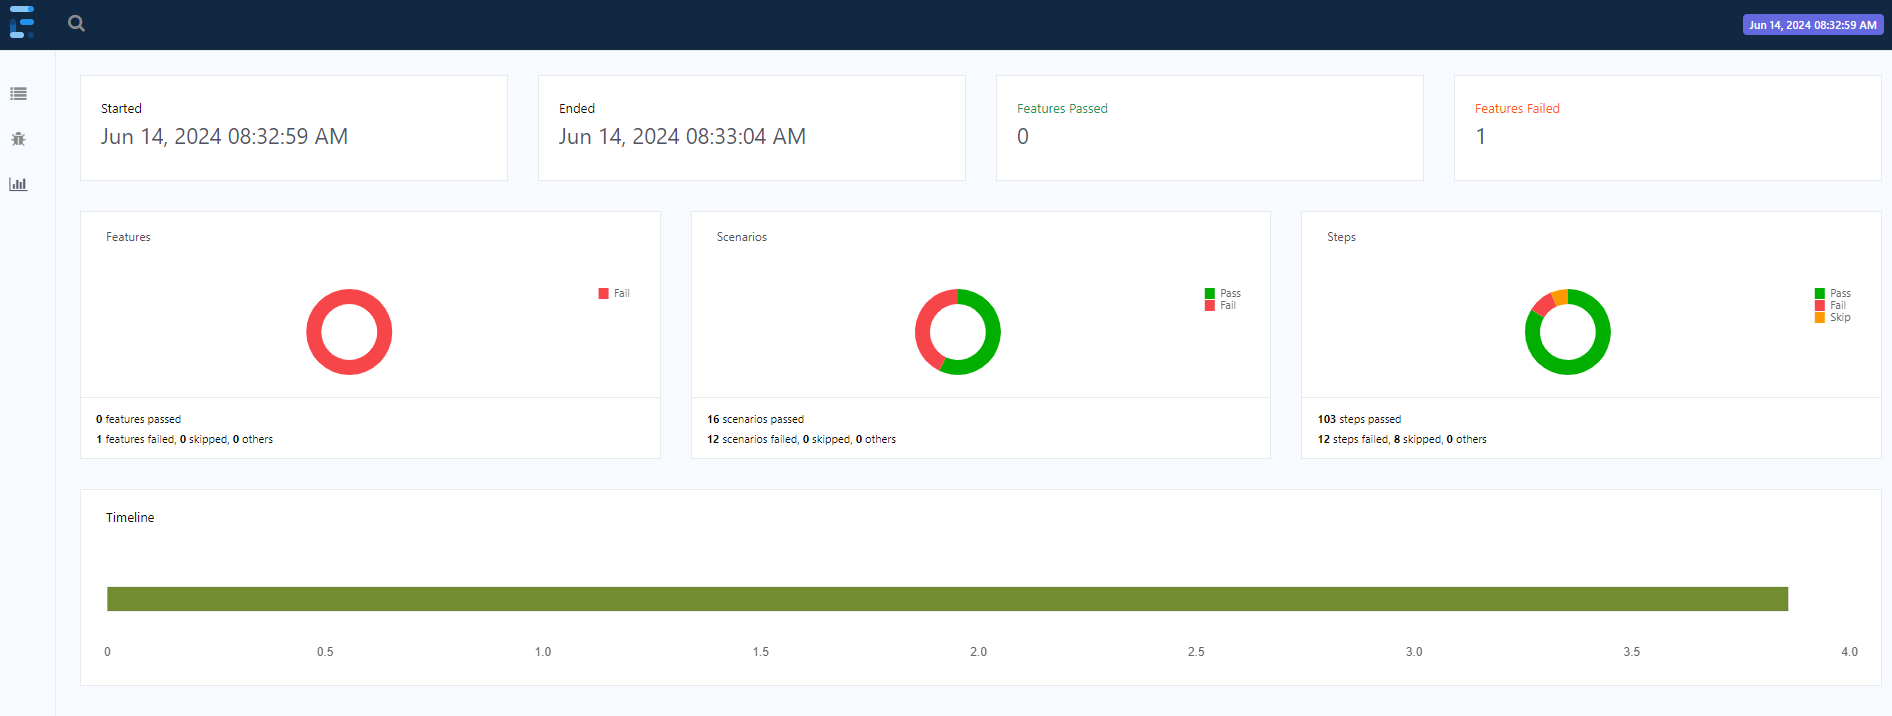 Jun 14, 2024 08:32:59 AM
Started
Jun 14, 2024 08:32:59 AM
Ended
Jun 14, 2024 08:33:04 AM
Features Passed
0
Features Failed
1
Features
Fail
0 features passed
1 features failed, 0 skipped, 0 others
Scenarios
Pass
Fail
16 scenarios passed
12 scenarios failed, 0 skipped, 0 others
Steps
Pass
Fail
Skip
103 steps passed
12 steps failed, 8 skipped, 0 others
Timeline
0 0.5 1.0 1.5 2.0 2.5 3.0 3.5 4.0